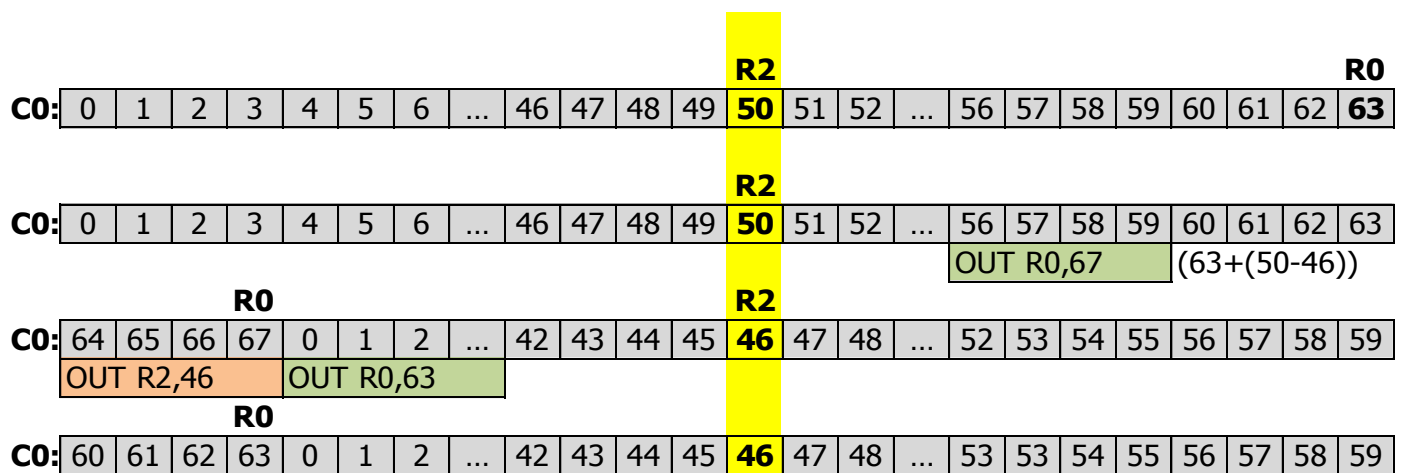 R2 R0
C0: 0 1 2 3 4 5 6 ... 46 47 48 49 50 51 52 ... 56 57 58 59 60 61 62 63
R2
C0: 0 1 2 3 4 5 6 ... 46 47 48 49 50 51 52 ... 56 57 58 59 60 61 62 63
OUT R0,67 (63+(50-46))
R0 R2
C0: 64 65 66 67 0 1 2 ... 42 43 44 45 46 47 48 ... 52 53 54 55 56 57 58 59
OUT R2,46 OUT R0,63
R0
C0: 60 61 62 63 0 1 2 ... 42 43 44 45 46 47 48 ... 53 53 54 55 56 57 58 59